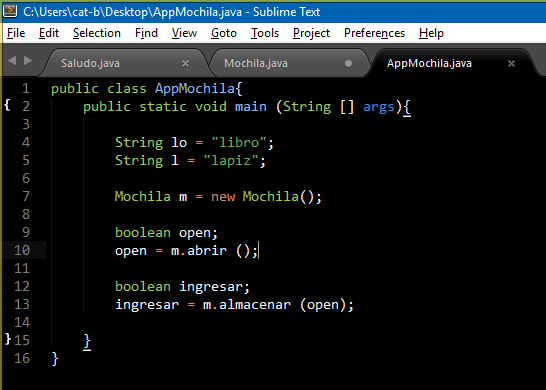 C:\Users\cat-b\Desktop\AppMochila.java - Sublime Text
File Edit Selection Find View Goto Tools Project Preferences Help
Saludo.java × Mochila.java AppMochila.java ×
1 public class AppMochila{
{ 2 public static void main (String [] args){
3
4 String lo = "libro";
5 String l = "lapiz";
6
7 Mochila m = new Mochila();
8
9 boolean open;
10 open = m.abrir ();
11
12 boolean ingresar;
13 ingresar = m.almacenar (open);
14
} 15 }
16 }